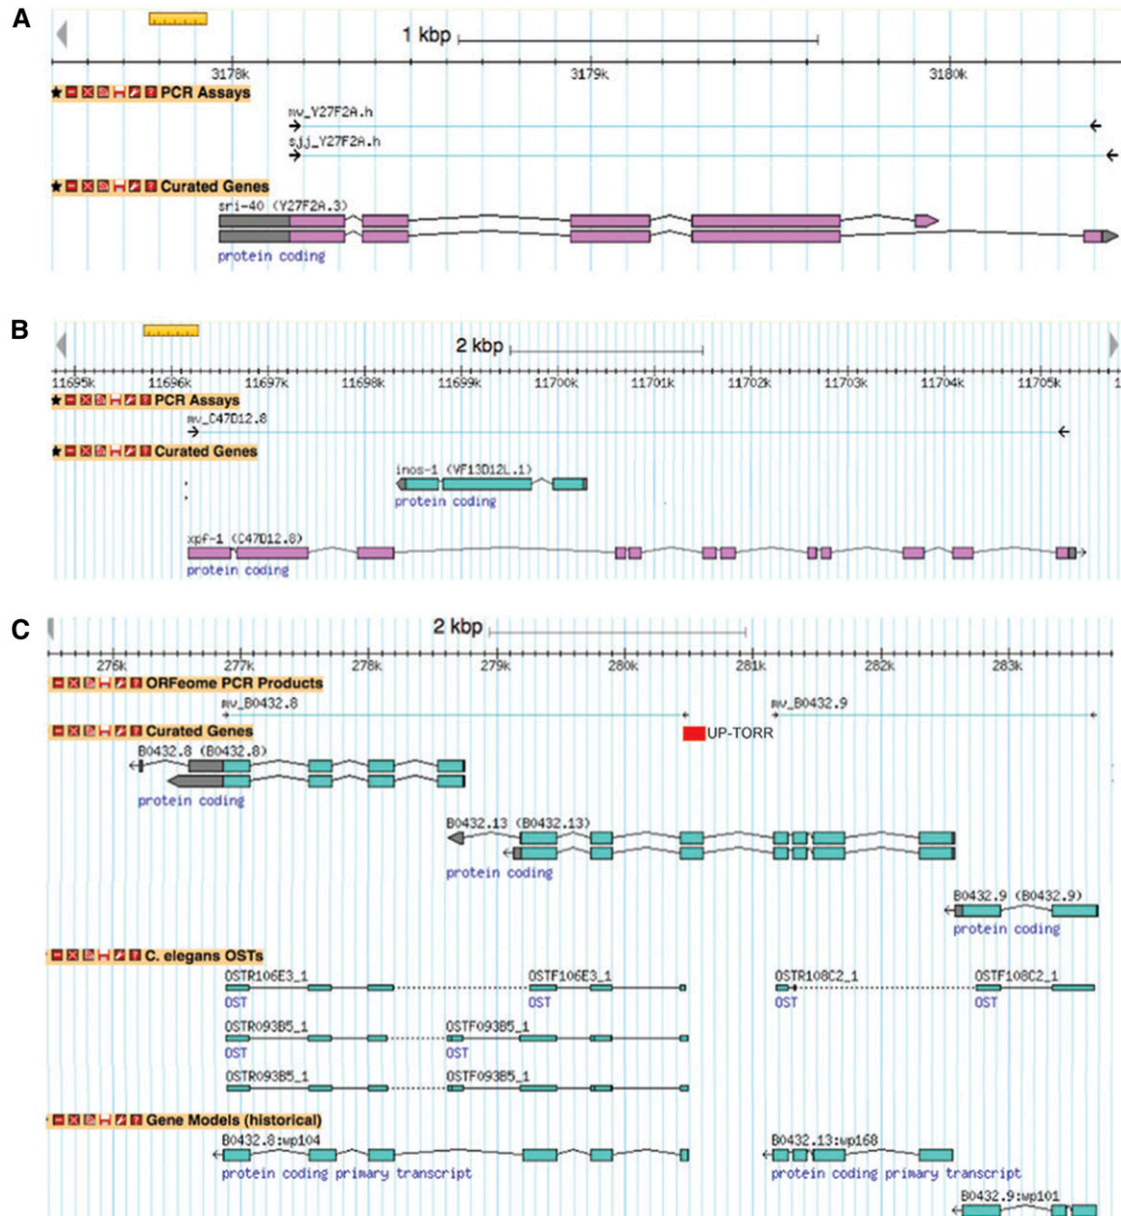 A
1 kbp
3178k 3179k 3180k
PCR Assays
mv_Y27F2A.h
sjj_Y27F2A.h
Curated Genes
sri-40 (Y27F2A.3)
protein coding
B
2 kbp
11695k 11696k 11697k 11698k 11699k 11700k 11701k 11702k 11703k 11704k 11705k 1
PCR Assays
mv_C47D12.8
Curated Genes
inos-1 (VF13D12L.1)
protein coding
xpf-1 (C47D12.8)
protein coding
C
2 kbp
276k 277k 278k 279k 280k 281k 282k 283k
ORFeome PCR Products
mv_B0432.8 mv_B0432.9
Curated Genes
UP-TORR
B0432.8 (B0432.8)
protein coding
B0432.13 (B0432.13)
protein coding
B0432.9 (B0432.9)
protein coding
C. elegans OSTs
OSTR106E3_1 OSTF106E3_1 OSTR108C2_1 OSTF108C2_1
OST OST OST OST
OSTR093B5_1 OSTF093B5_1
OST OST
OSTR093B5_1 OSTF093B5_1
Gene Models (historical)
B0432.8:wp104 B0432.13:wp168
protein coding primary transcript protein coding primary transcript
B0432.9:wp101